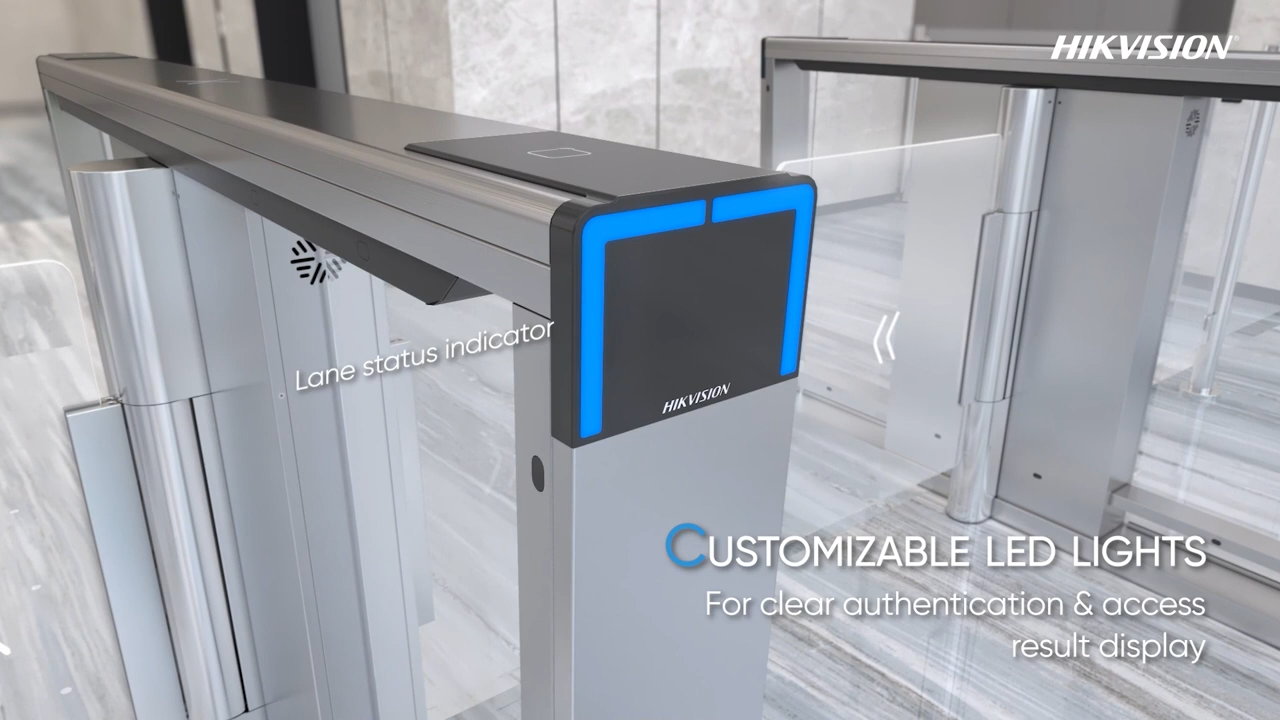 HIKVISION®
Lane status indicator
HIKVISION
CUSTOMIZABLE LED LIGHTS
For clear authentication & access
result display